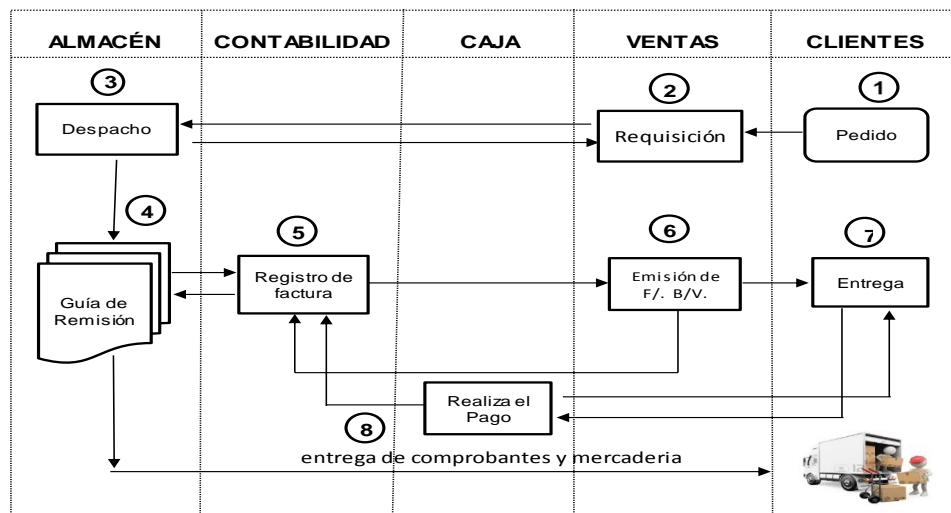 ALMACÉN CONTABILIDAD CAJA VENTAS CLIENTES
3
2
1
Despacho
Requisición
Pedido
4
5
6
7
Guía de
Remisión
Registro de
factura
Emisión de
F/. B/V.
Entrega
Realiza el
Pago
8
entrega de comprobantes y mercaderia